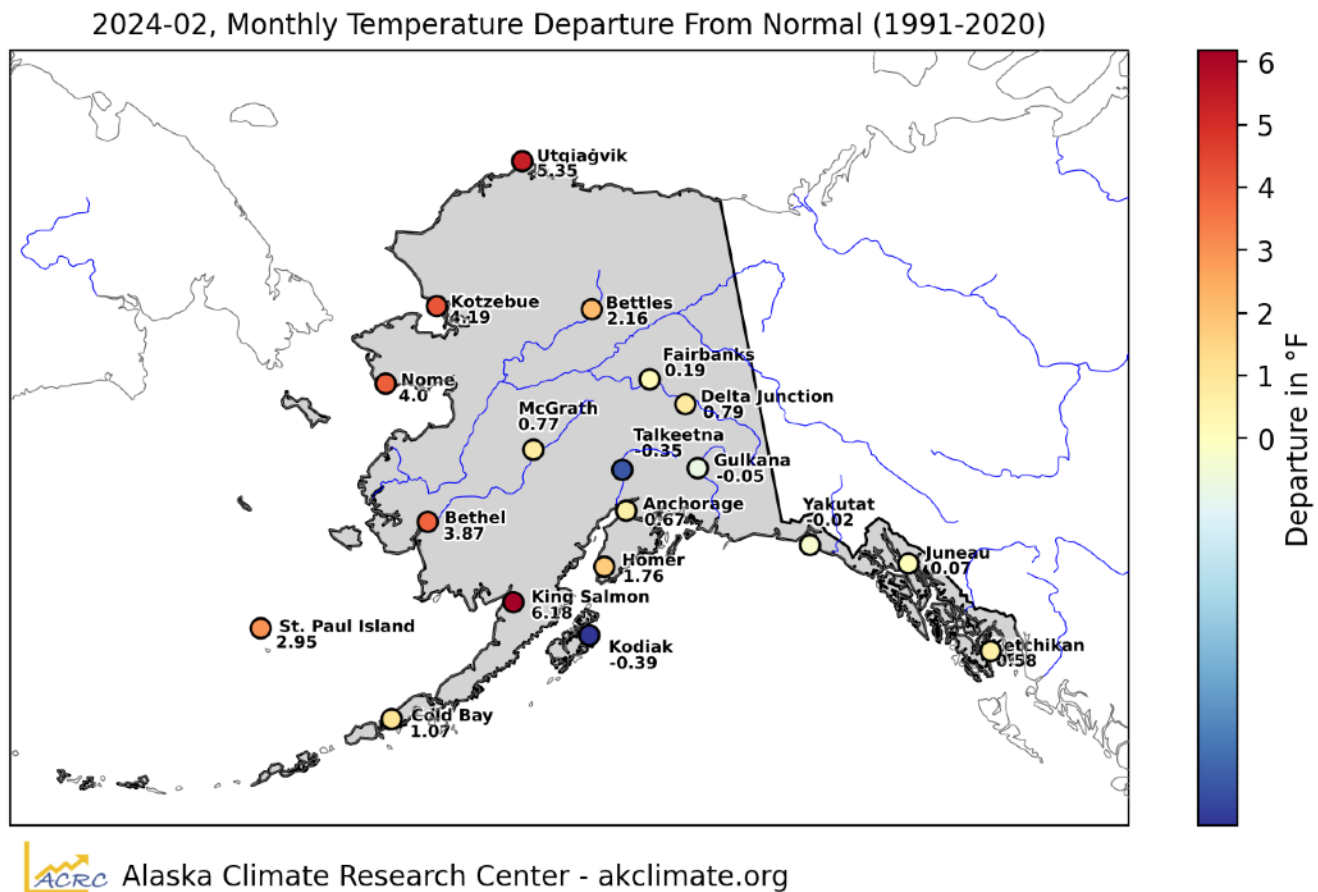 2024-02, Monthly Temperature Departure From Normal (1991-2020)
Utqiaġvik
5.35
Kotzebue
4.19
Bettles
2.16
Fairbanks
0.19
Nome
4.0
Delta Junction
0.79
McGrath
0.77
Talkeetna
-0.35
Gulkana
-0.05
Anchorage
0.67
Yakutat
-0.02
Bethel
3.87
Juneau
0.07
Homer
1.76
King Salmon
6.18
St. Paul Island
2.95
Kodiak
-0.39
Ketchikan
0.58
Cold Bay
1.07
6
5
4
3
2
1
0
Departure in °F
ACRC Alaska Climate Research Center - akclimate.org